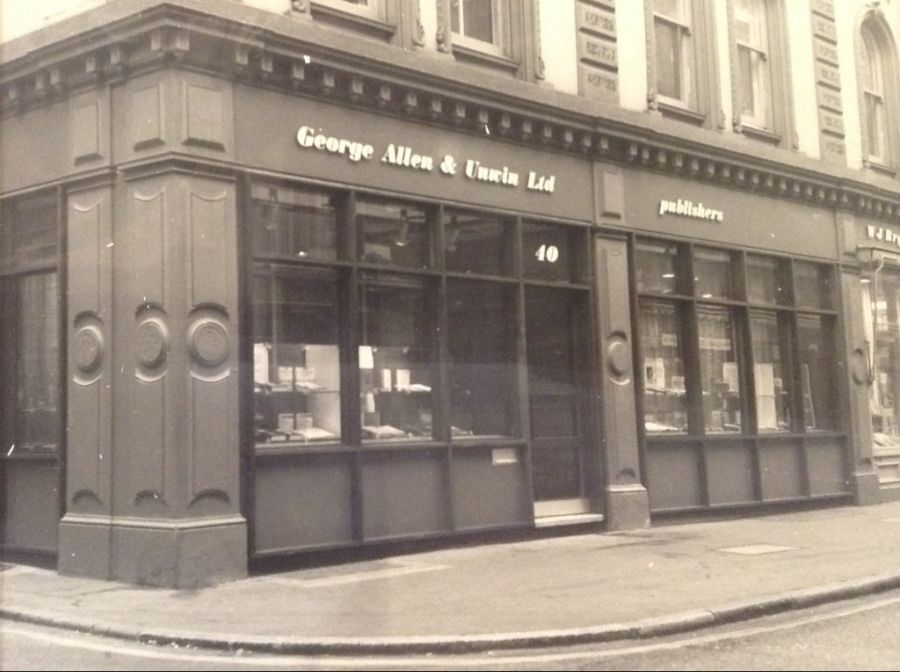 George Allen & Unwin Ltd
publishers
40
W J